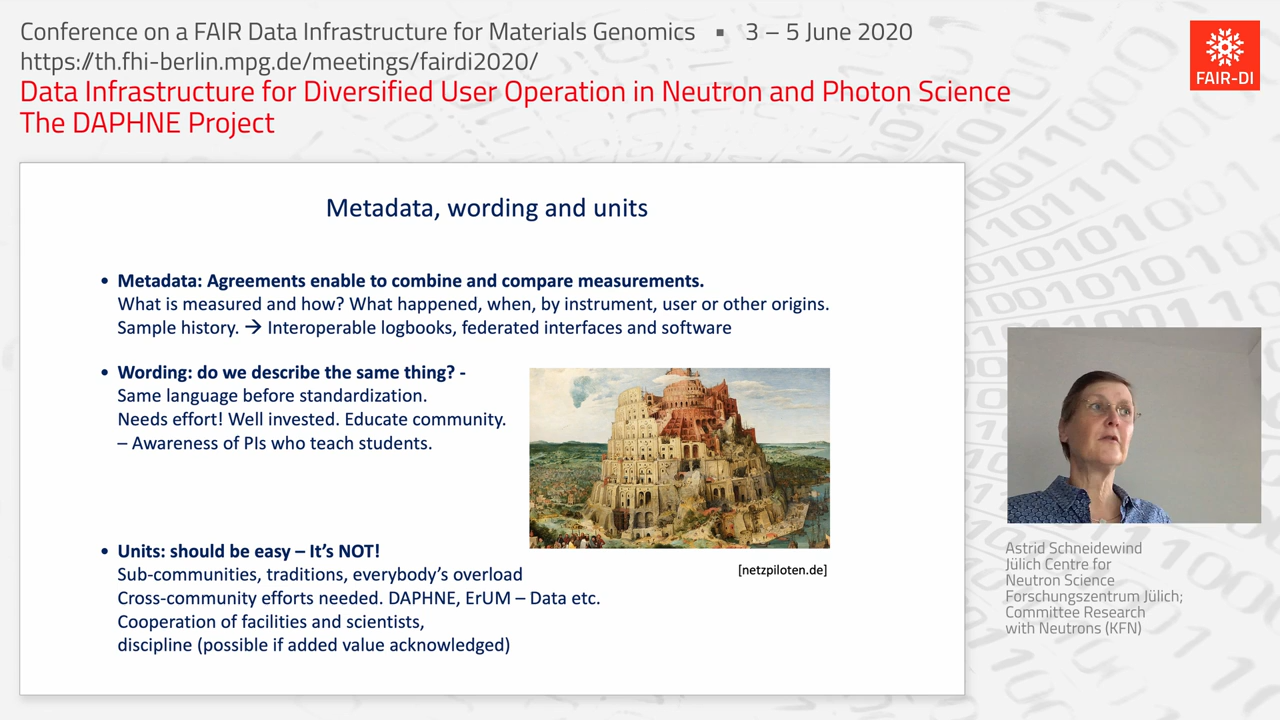 Conference on a FAIR Data Infrastructure for Materials Genomics ▪ 3 – 5 June 2020
https://th.fhi-berlin.mpg.de/meetings/fairdi2020/
Data Infrastructure for Diversified User Operation in Neutron and Photon Science
The DAPHNE Project
FAIR-DI
Metadata, wording and units
• Metadata: Agreements enable to combine and compare measurements.
What is measured and how? What happened, when, by instrument, user or other origins.
Sample history. → Interoperable logbooks, federated interfaces and software
• Wording: do we describe the same thing? -
Same language before standardization.
Needs effort! Well invested. Educate community.
– Awareness of PIs who teach students.
• Units: should be easy – It’s NOT!
Sub-communities, traditions, everybody’s overload
Cross-community efforts needed. DAPHNE, ErUM – Data etc.
Cooperation of facilities and scientists,
discipline (possible if added value acknowledged)
[netzpiloten.de]
Astrid Schneidewind
Jülich Centre for
Neutron Science
Forschungszentrum Jülich;
Committee Research
with Neutrons (KFN)